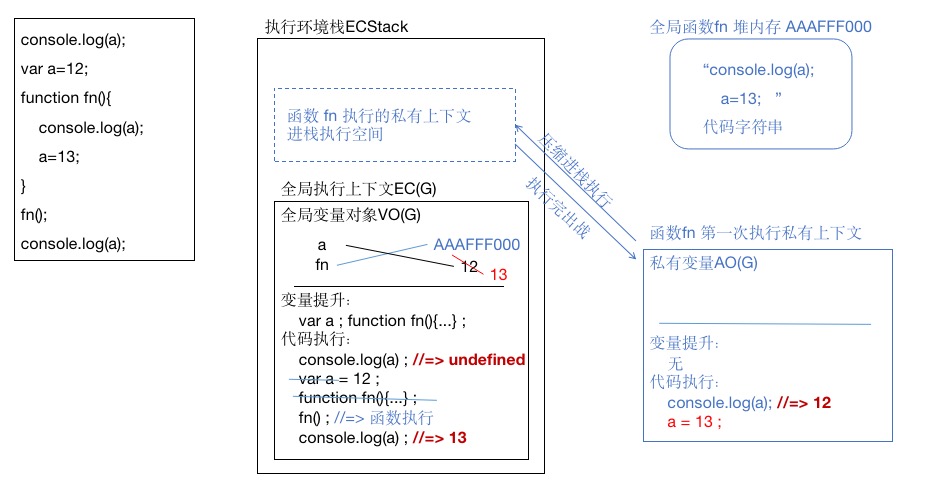 console.log(a);
var a=12;
function fn(){
console.log(a);
a=13;
}
fn();
console.log(a);
执行环境栈ECStack
函数 fn 执行的私有上下文
进栈执行空间
全局执行上下文EC(G)
全局变量对象VO(G)
a
AAAFFF000
fn
12
13
变量提升:
var a ; function fn(){...} ;
代码执行:
console.log(a) ; //=> undefined
var a = 12 ;
function fn(){...} ;
fn() ; //=> 函数执行
console.log(a) ; //=> 13
压缩进栈执行
执行完出战
全局函数fn 堆内存 AAAFFF000
“console.log(a);
a=13; ”
代码字符串
函数fn 第一次执行私有上下文
私有变量AO(G)
变量提升:
无
代码执行:
console.log(a); //=> 12
a = 13 ;